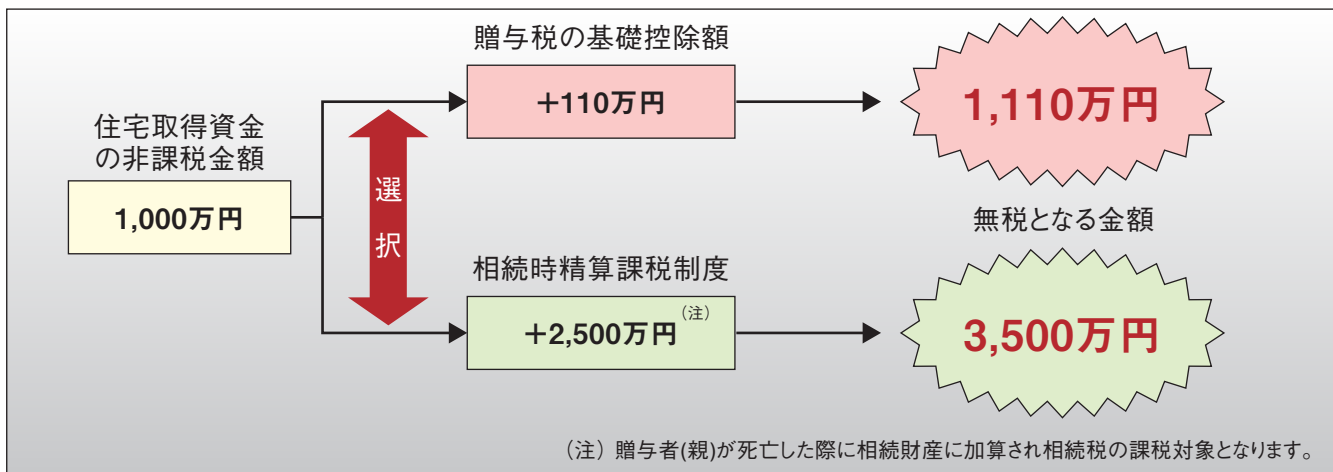 住宅取得資金
の非課税金額
1,000万円
選択
贈与税の基礎控除額
+110万円
1,110万円
無税となる金額
相続時精算課税制度
+2,500万円(注)
3,500万円
(注) 贈与者(親)が死亡した際に相続財産に加算され相続税の課税対象となります。